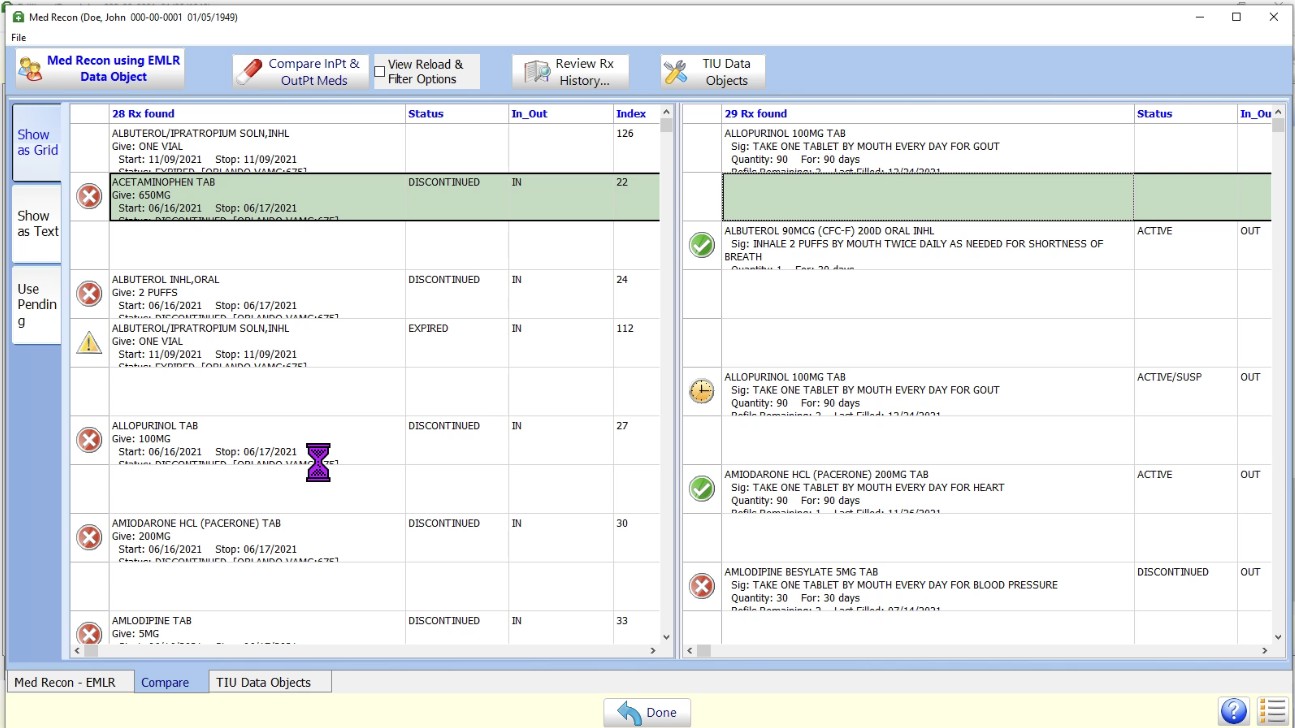 Med Recon (Doe, John 000-00-0001 01/05/1949)
File
Med Recon using EMLR
Data Object
Compare InPt &
OutPt Meds
View Reload &
Filter Options
Review Rx
History...
TIU Data
Objects
Show
as Grid
Show
as Text
Use
Pendin
g
28 Rx found Status In_Out Index
ALBUTEROL/IPRATROPIUM SOLN,INHL 126
Give: ONE VIAL
Start: 11/09/2021 Stop: 11/09/2021
Status: EXPIRED [ORLANDO VAMC:675]
ACETAMINOPHEN TAB DISCONTINUED IN 22
Give: 650MG
Start: 06/16/2021 Stop: 06/17/2021
Status: DISCONTINUED [ORLANDO VAMC:675]
ALBUTEROL INHL,ORAL DISCONTINUED IN 24
Give: 2 PUFFS
Start: 06/16/2021 Stop: 06/17/2021
Status: DISCONTINUED [ORLANDO VAMC:675]
ALBUTEROL/IPRATROPIUM SOLN,INHL EXPIRED IN 112
Give: ONE VIAL
Start: 11/09/2021 Stop: 11/09/2021
Status: EXPIRED [ORLANDO VAMC:675]
ALLOPURINOL TAB DISCONTINUED IN 27
Give: 100MG
Start: 06/16/2021 Stop: 06/17/2021
Status: DISCONTINUED [ORLANDO VAMC:675]
AMIODARONE HCL (PACERONE) TAB DISCONTINUED IN 30
Give: 200MG
Start: 06/16/2021 Stop: 06/17/2021
Status: DISCONTINUED [ORLANDO VAMC:675]
AMLODIPINE TAB DISCONTINUED IN 33
Give: 5MG
29 Rx found Status In_Ou
ALLOPURINOL 100MG TAB
Sig: TAKE ONE TABLET BY MOUTH EVERY DAY FOR GOUT
Quantity: 90 For: 90 days
Refills Remaining: 2 Last Filled: 12/24/2021
ALBUTEROL 90MCG (CFC-F) 200D ORAL INHL ACTIVE OUT
Sig: INHALE 2 PUFFS BY MOUTH TWICE DAILY AS NEEDED FOR SHORTNESS OF
BREATH
Quantity: 1 For: 30 days
ALLOPURINOL 100MG TAB ACTIVE/SUSP OUT
Sig: TAKE ONE TABLET BY MOUTH EVERY DAY FOR GOUT
Quantity: 90 For: 90 days
Refills Remaining: 2 Last Filled: 12/24/2021
AMIODARONE HCL (PACERONE) 200MG TAB ACTIVE OUT
Sig: TAKE ONE TABLET BY MOUTH EVERY DAY FOR HEART
Quantity: 90 For: 90 days
Refills Remaining: 1 Last Filled: 11/26/2021
AMLODIPINE BESYLATE 5MG TAB DISCONTINUED OUT
Sig: TAKE ONE TABLET BY MOUTH EVERY DAY FOR BLOOD PRESSURE
Quantity: 30 For: 30 days
Refills Remaining: 2 Last Filled: 07/14/2021
Med Recon - EMLR Compare TIU Data Objects
Done